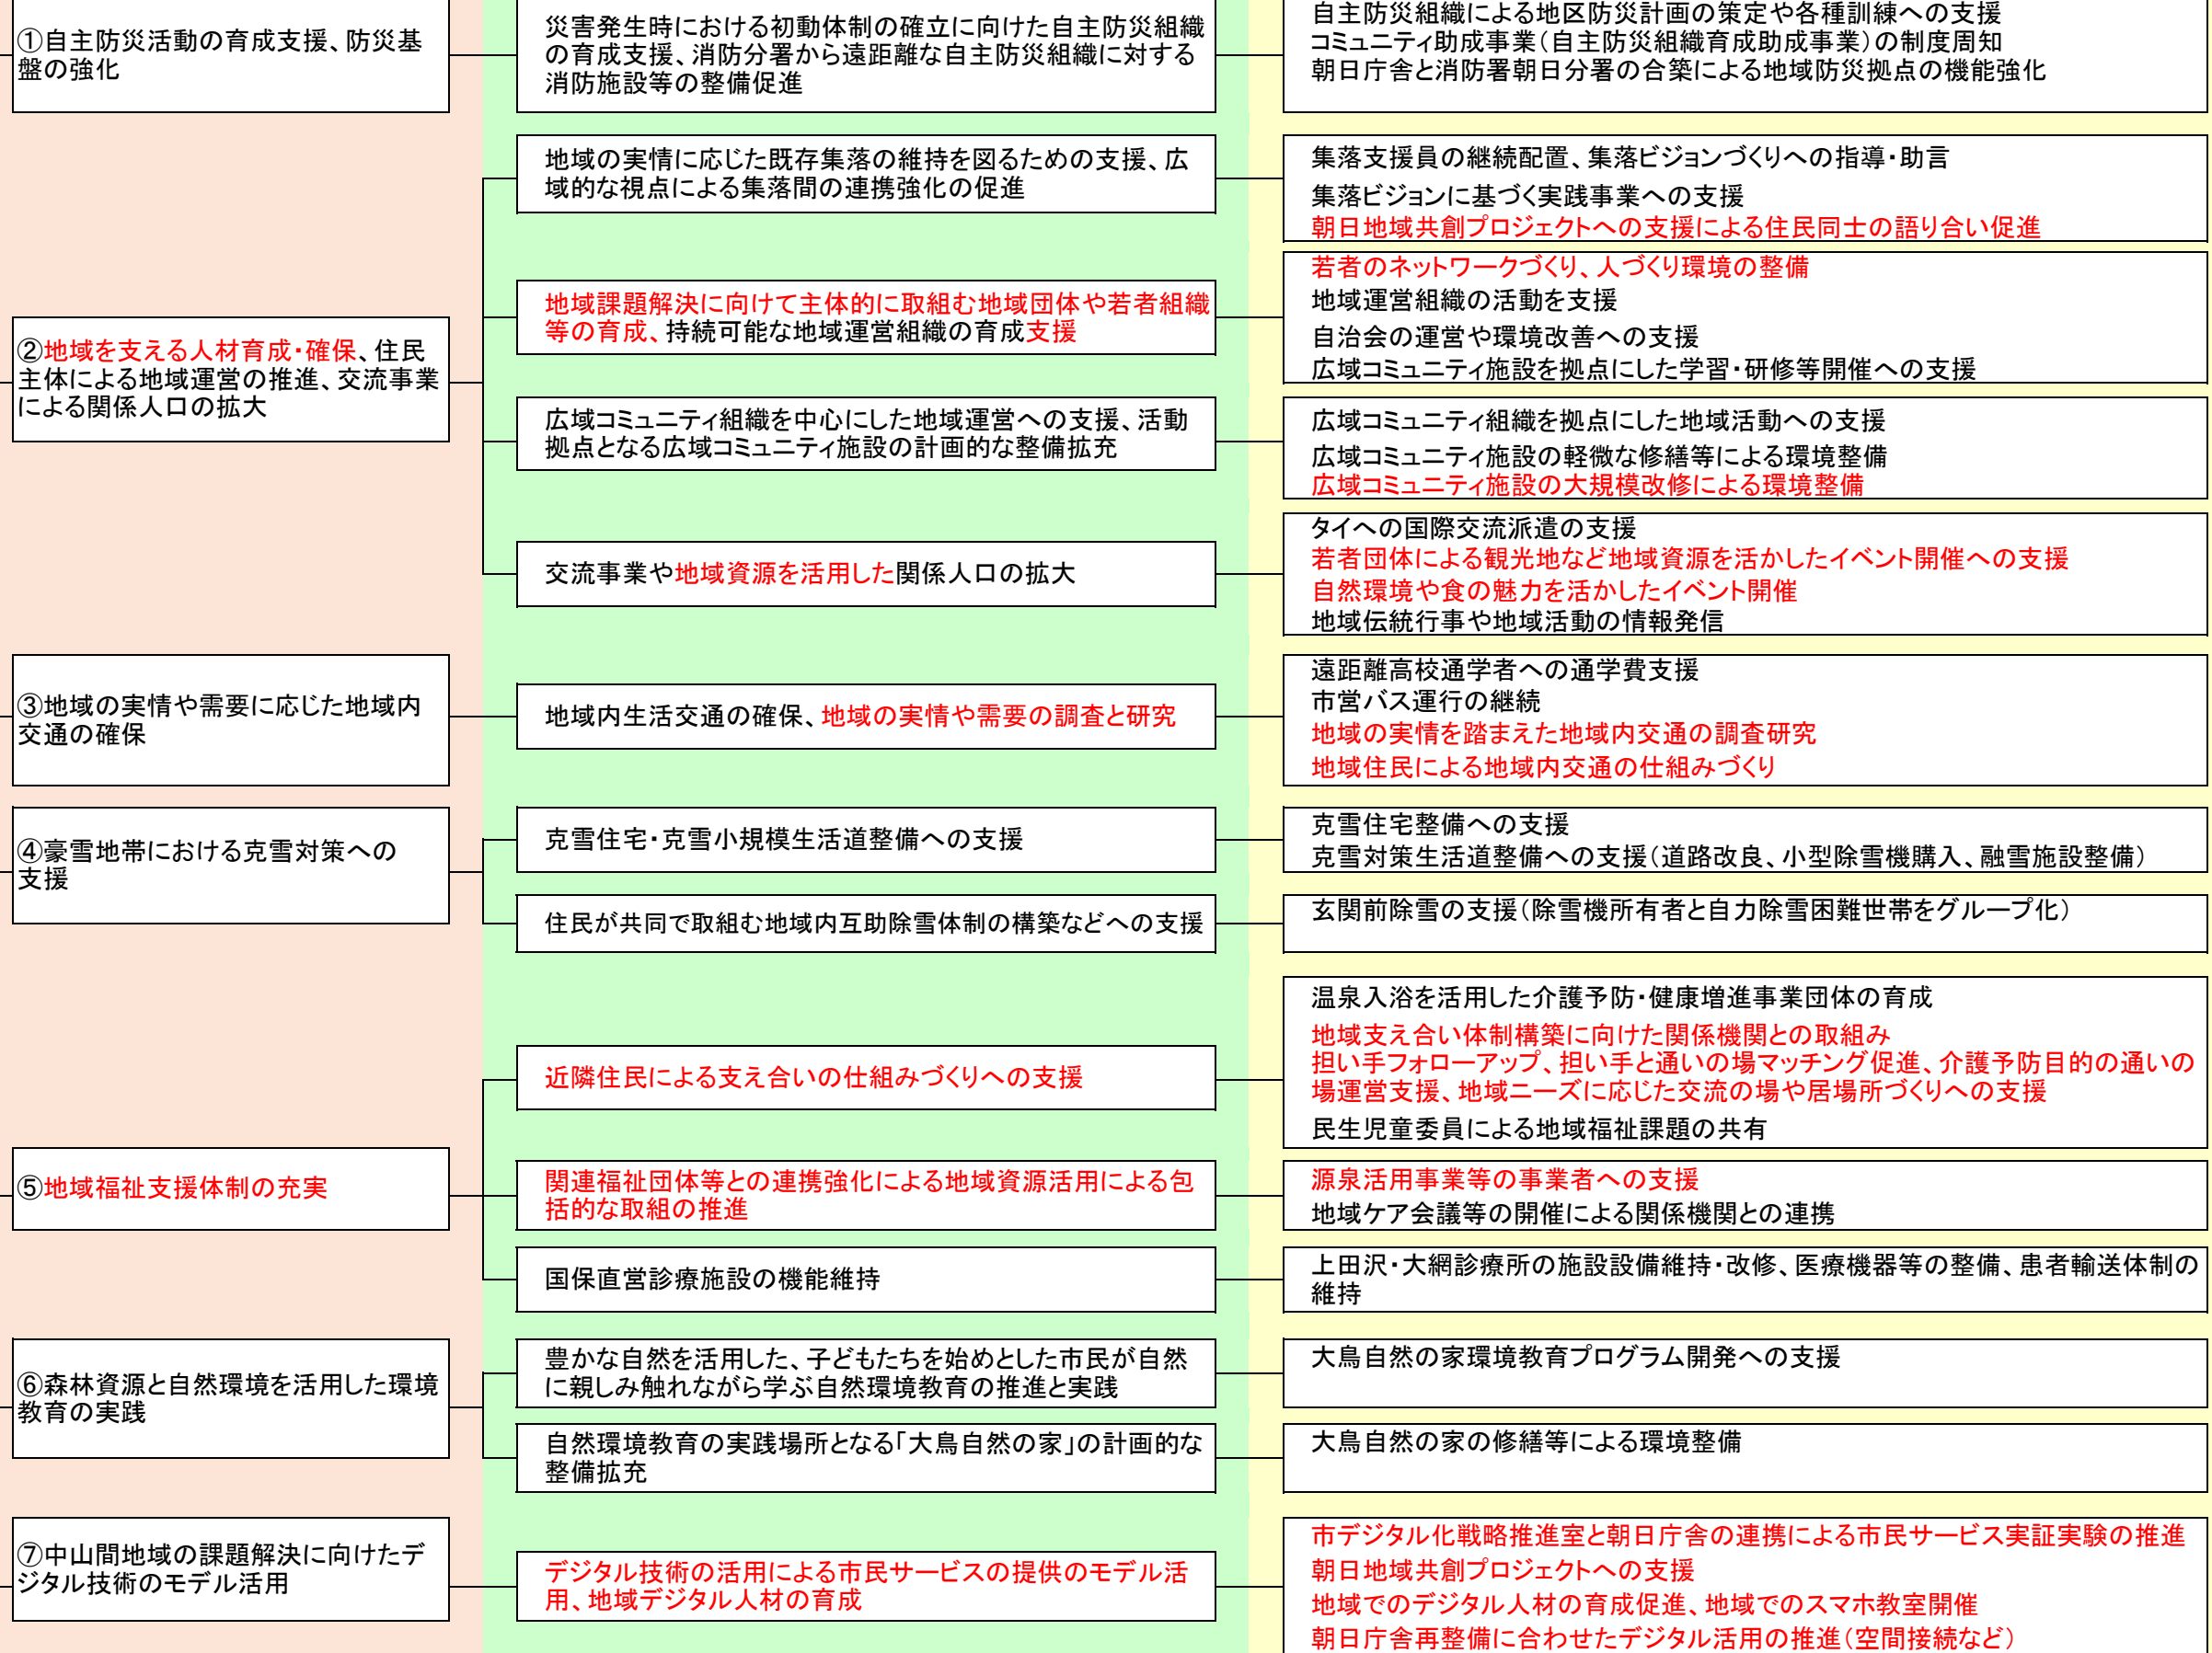 ①自主防災活動の育成支援、防災基
盤の強化
災害発生時における初動体制の確立に向けた自主防災組織
の育成支援、消防分署から遠距離な自主防災組織に対する
消防施設等の整備促進
自主防災組織による地区防災計画の策定や各種訓練への支援
コミュニティ助成事業（自主防災組織育成助成事業）の制度周知
朝日庁舎と消防署朝日分署の合築による地域防災拠点の機能強化
②地域を支える人材育成・確保、住民
主体による地域運営の推進、交流事業
による関係人口の拡大
地域の実情に応じた既存集落の維持を図るための支援、広
域的な視点による集落間の連携強化の促進
集落支援員の継続配置、集落ビジョンづくりへの指導・助言
集落ビジョンに基づく実践事業への支援
朝日地域共創プロジェクトへの支援による住民同士の語り合い促進
地域課題解決に向けて主体的に取組む地域団体や若者組織
等の育成、持続可能な地域運営組織の育成支援
若者のネットワークづくり、人づくり環境の整備
地域運営組織の活動を支援
自治会の運営や環境改善への支援
広域コミュニティ施設を拠点にした学習・研修等開催への支援
広域コミュニティ組織を中心にした地域運営への支援、活動
拠点となる広域コミュニティ施設の計画的な整備拡充
広域コミュニティ組織を拠点にした地域活動への支援
広域コミュニティ施設の軽微な修繕等による環境整備
広域コミュニティ施設の大規模改修による環境整備
交流事業や地域資源を活用した関係人口の拡大
タイへの国際交流派遣の支援
若者団体による観光地など地域資源を活かしたイベント開催への支援
自然環境や食の魅力を活かしたイベント開催
地域伝統行事や地域活動の情報発信
③地域の実情や需要に応じた地域内
交通の確保
地域内生活交通の確保、地域の実情や需要の調査と研究
遠距離高校通学者への通学費支援
市営バス運行の継続
地域の実情を踏まえた地域内交通の調査研究
地域住民による地域内交通の仕組みづくり
④豪雪地帯における克雪対策への
支援
克雪住宅・克雪小規模生活道整備への支援
克雪住宅整備への支援
克雪対策生活道整備への支援（道路改良、小型除雪機購入、融雪施設整備）
住民が共同で取組む地域内互助除雪体制の構築などへの支援
玄関前除雪の支援（除雪機所有者と自力除雪困難世帯をグループ化）
⑤地域福祉支援体制の充実
近隣住民による支え合いの仕組みづくりへの支援
温泉入浴を活用した介護予防・健康増進事業団体の育成
地域支え合い体制構築に向けた関係機関との取組み
担い手フォローアップ、担い手と通いの場マッチング促進、介護予防目的の通いの
場運営支援、地域ニーズに応じた交流の場や居場所づくりへの支援
民生児童委員による地域福祉課題の共有
関連福祉団体等との連携強化による地域資源活用による包
括的な取組の推進
源泉活用事業等の事業者への支援
地域ケア会議等の開催による関係機関との連携
国保直営診療施設の機能維持
上田沢・大網診療所の施設設備維持・改修、医療機器等の整備、患者輸送体制の
維持
⑥森林資源と自然環境を活用した環境
教育の実践
豊かな自然を活用した、子どもたちを始めとした市民が自然
に親しみ触れながら学ぶ自然環境教育の推進と実践
大鳥自然の家環境教育プログラム開発への支援
自然環境教育の実践場所となる「大鳥自然の家」の計画的な
整備拡充
大鳥自然の家の修繕等による環境整備
⑦中山間地域の課題解決に向けたデ
ジタル技術のモデル活用
デジタル技術の活用による市民サービスの提供のモデル活
用、地域デジタル人材の育成
市デジタル化戦略推進室と朝日庁舎の連携による市民サービス実証実験の推進
朝日地域共創プロジェクトへの支援
地域でのデジタル人材の育成促進、地域でのスマホ教室開催
朝日庁舎再整備に合わせたデジタル活用の推進（空間接続など）